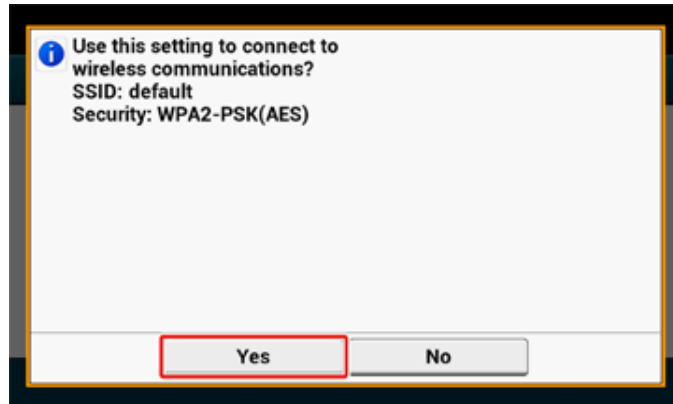 Use this setting to connect to
wireless communications?
SSID: default
Security: WPA2-PSK(AES)
Yes
No